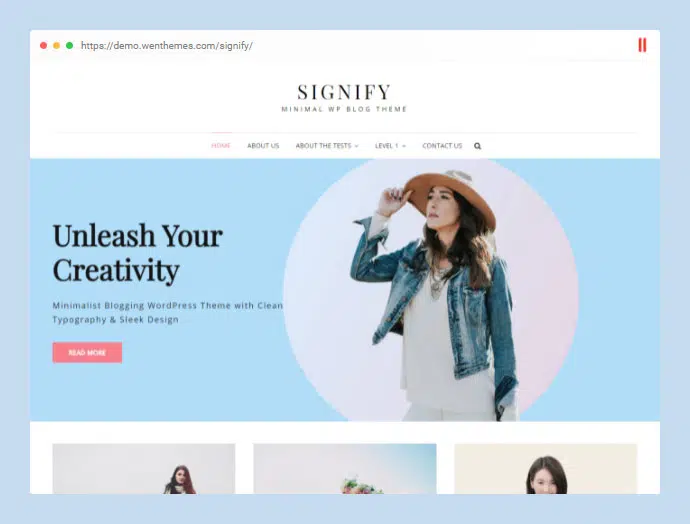 https://demo.wenthemes.com/signify/
SIGNIFY
MINIMAL WP BLOG THEME
HOME ABOUT US ABOUT THE TESTS LEVEL 1 CONTACT US
Unleash Your
Creativity
Minimalist Blogging WordPress Theme with Clean
Typography & Sleek Design
READ MORE